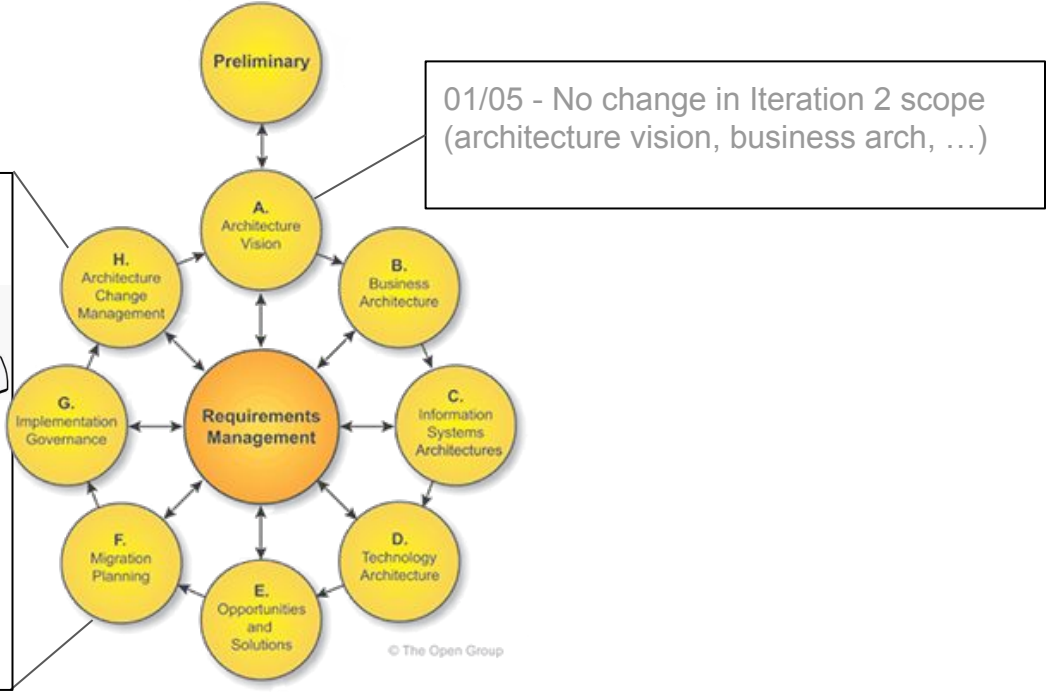 Preliminary
01/05 - No change in Iteration 2 scope
(architecture vision, business arch, …)
A.
Architecture
Vision
H.
Architecture
Change
Management
B.
Business
Architecture
G.
Implementation
Governance
Requirements
Management
C.
Information
Systems
Architectures
F.
Migration
Planning
D.
Technology
Architecture
E.
Opportunities
and
Solutions
© The Open Group